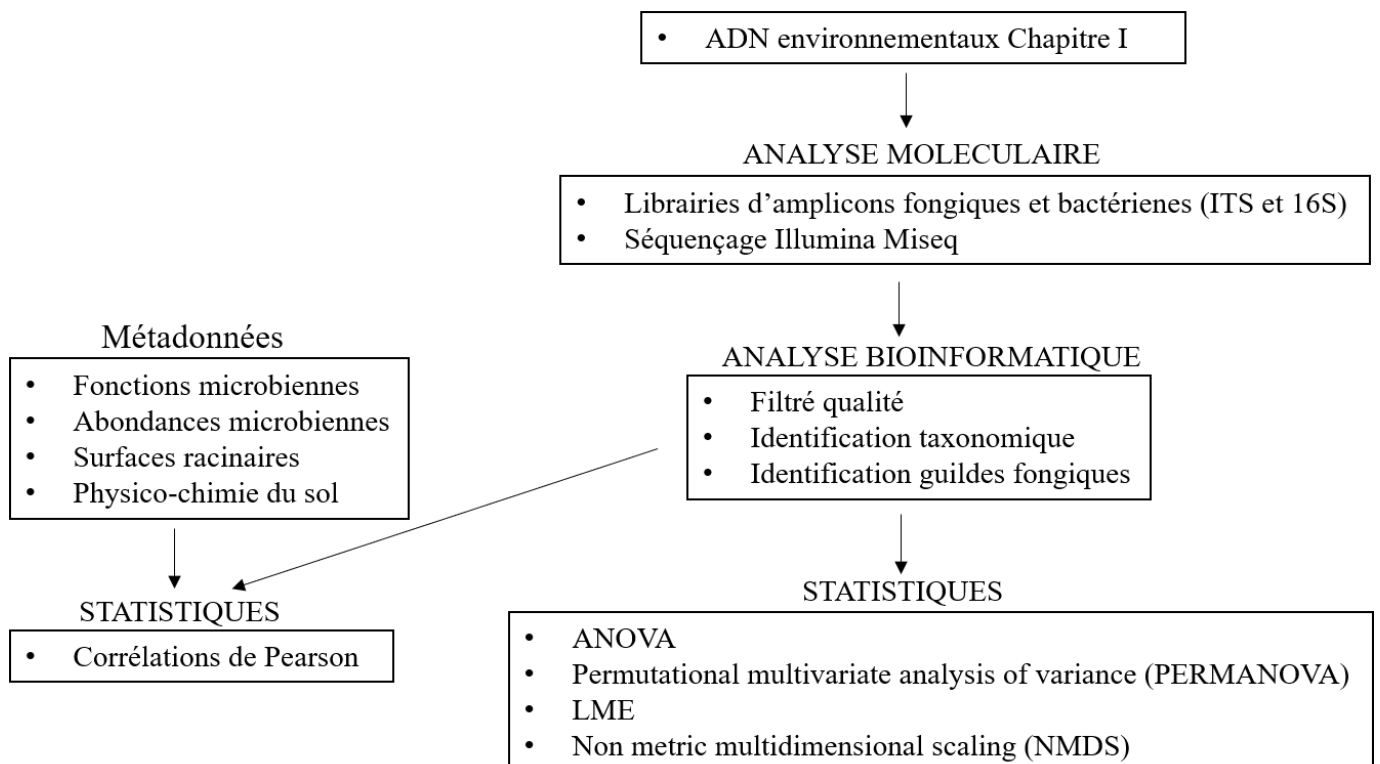 • ADN environnementaux Chapitre I
ANALYSE MOLECULAIRE
• Librairies d’amplicons fongiques et bactérienes (ITS et 16S)
• Séquençage Illumina Miseq
Métadonnées
• Fonctions microbiennes
• Abondances microbiennes
• Surfaces racinaires
• Physico-chimie du sol
ANALYSE BIOINFORMATIQUE
• Filtré qualité
• Identification taxonomique
• Identification guildes fongiques
STATISTIQUES
• Corrélations de Pearson
STATISTIQUES
• ANOVA
• Permutational multivariate analysis of variance (PERMANOVA)
• LME
• Non metric multidimensional scaling (NMDS)